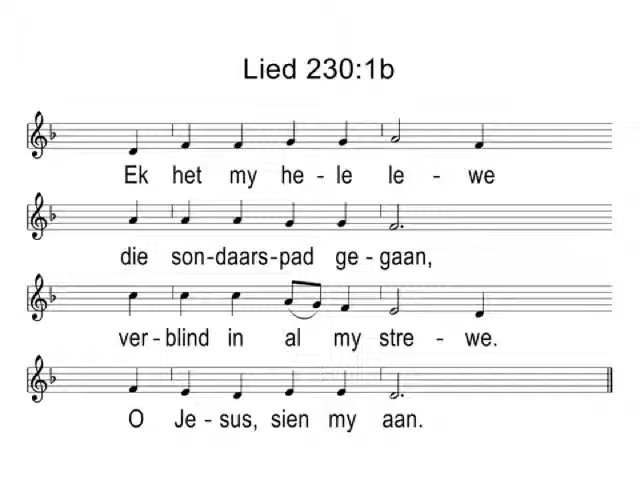 Lied 230:1b
Ek het my he - le le - we
die son-daars-pad ge-gaan,
ver-blind in al my stre - we.
O Je-sus, sien my aan.